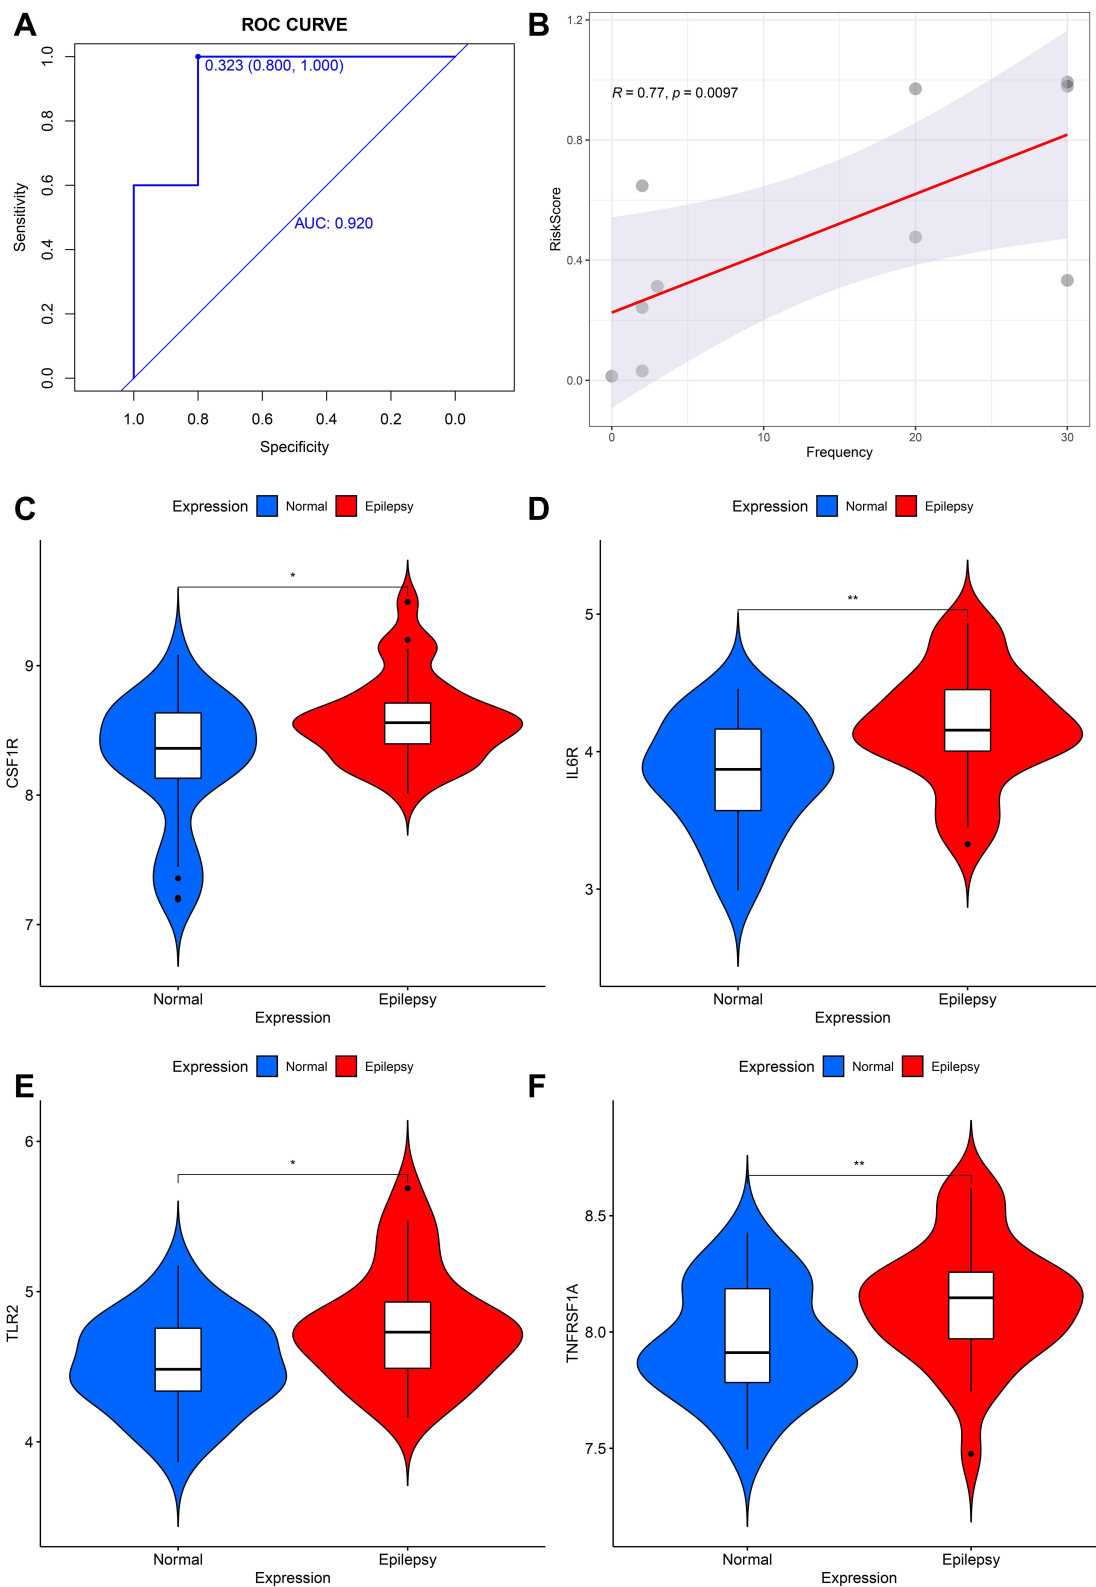 A
ROC CURVE
0.323 (0.800, 1.000)
AUC: 0.920
Sensitivity
0.0
0.2
0.4
0.6
0.8
1.0
1.0
0.8
0.6
0.4
0.2
0.0
Specificity
B
R = 0.77, p = 0.0097
RiskScore
1.2
0.8
0.4
0.0
0
10
20
30
Frequency
C
Expression Normal Epilepsy
*
CSF1R
9
8
7
Normal Epilepsy
Expression
D
Expression Normal Epilepsy
**
IL6R
5
4
3
Normal Epilepsy
Expression
E
Expression Normal Epilepsy
*
TLR2
6
5
4
Normal Epilepsy
Expression
F
Expression Normal Epilepsy
**
TNFRSF1A
8.5
8.0
7.5
Normal Epilepsy
Expression